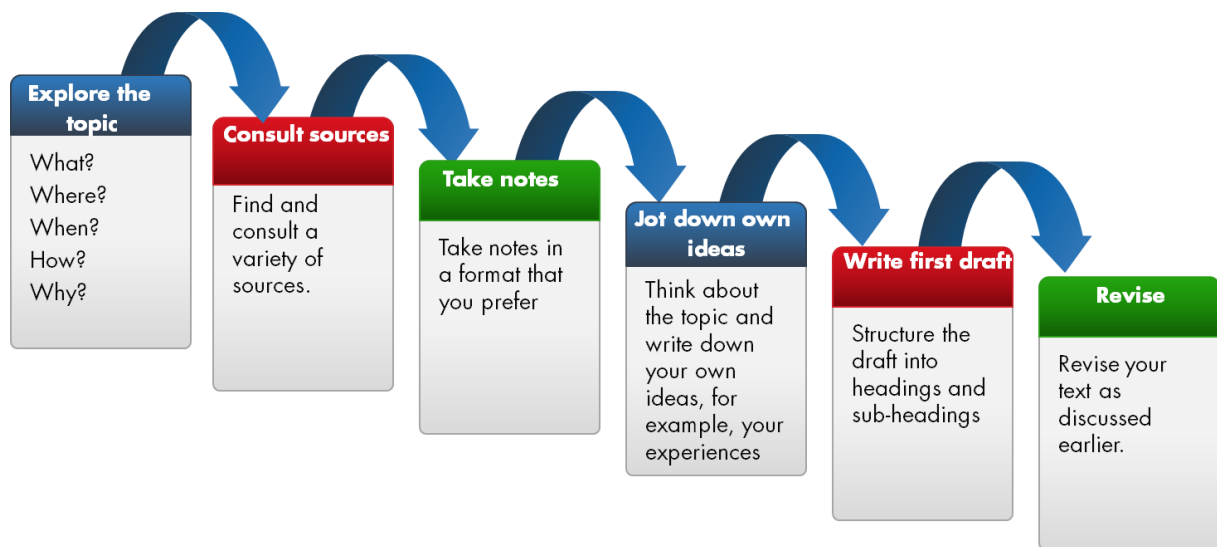 Explore the
topic
What?
Where?
When?
How?
Why?
Consult sources
Find and
consult a
variety of
sources.
Take notes
Take notes in
a format that
you prefer
Jot down own
ideas
Think about
the topic and
write down
your own
ideas, for
example, your
experiences
Write first draft
Structure the
draft into
headings and
sub-headings
Revise
Revise your
text as
discussed
earlier.